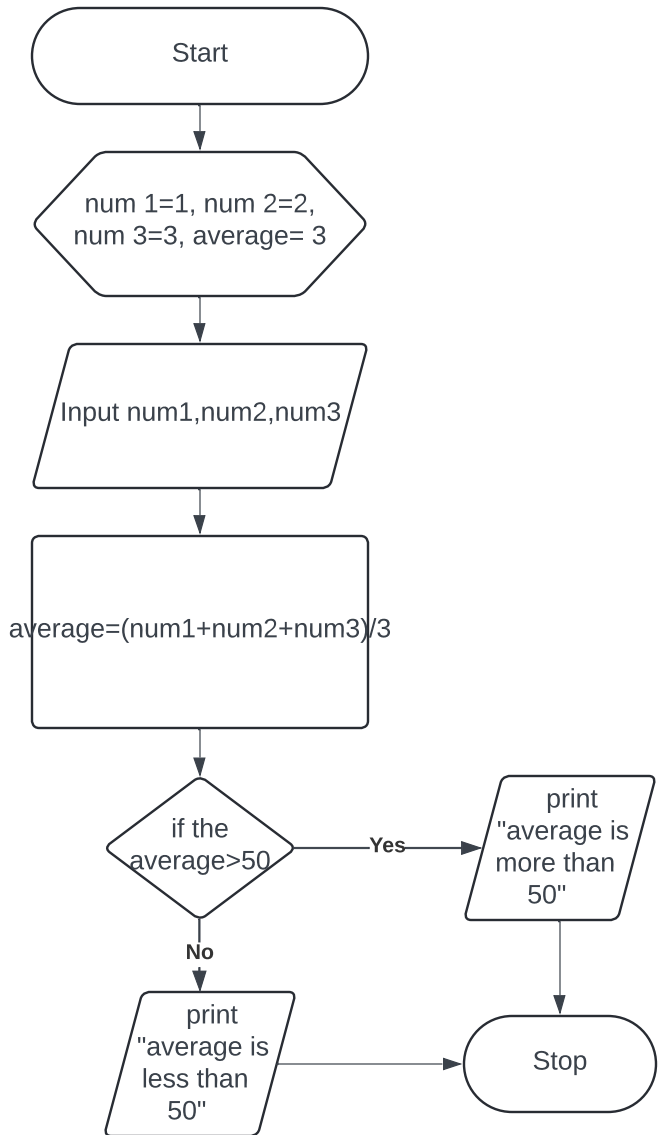 Start
num 1=1, num 2=2,
num 3=3, average= 3
Input num1,num2,num3
average=(num1+num2+num3)/3
if the
average>50
Yes
print
"average is
more than
50"
No
print
"average is
less than
50"
Stop